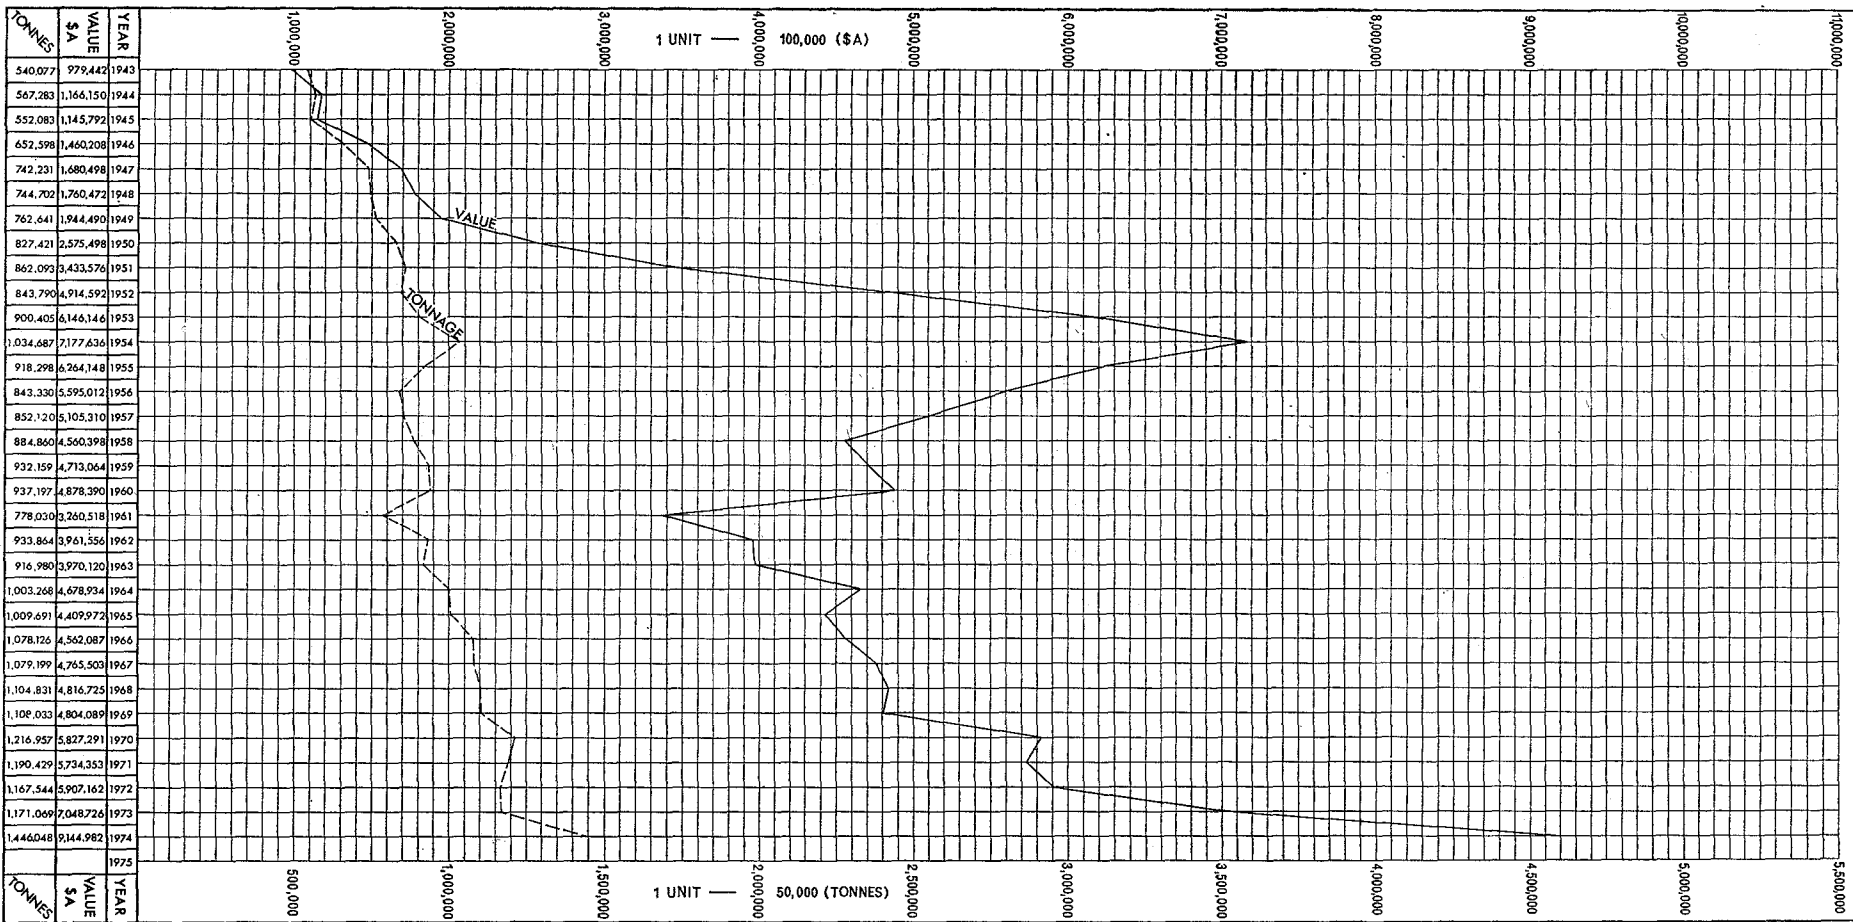 TONNES VALUE $A YEAR
1,000,000 2,000,000 3,000,000 4,000,000 5,000,000 6,000,000 7,000,000 8,000,000 9,000,000 10,000,000 11,000,000
1 UNIT — 100,000 ($A)
540,077 979,442 1943
567,283 1,166,150 1944
552,083 1,145,792 1945
652,598 1,460,208 1946
742,231 1,680,498 1947
744,702 1,760,472 1948
762,641 1,944,490 1949
VALUE
827,421 2,575,498 1950
862,093 3,433,576 1951
843,790 4,914,592 1952
TONNAGE
900,405 6,146,146 1953
1,034,687 7,177,636 1954
918,298 6,264,148 1955
843,330 5,595,012 1956
852,120 5,105,310 1957
884,860 4,560,398 1958
932,159 4,713,064 1959
937,197 4,878,390 1960
778,030 3,260,518 1961
933,864 3,961,556 1962
916,980 3,970,120 1963
1,003,268 4,678,934 1964
1,009,691 4,409,972 1965
1,078,126 4,562,087 1966
1,079,199 4,765,503 1967
1,104,831 4,816,725 1968
1,108,033 4,804,089 1969
1,216,957 5,827,291 1970
1,190,429 5,734,353 1971
1,167,544 5,907,162 1972
1,171,069 7,048,726 1973
1,446,048 9,144,982 1974
1975
TONNES VALUE $A YEAR
500,000 1,000,000 1,500,000 2,000,000 2,500,000 3,000,000 3,500,000 4,000,000 4,500,000 5,000,000 5,500,000
1 UNIT — 50,000 (TONNES)